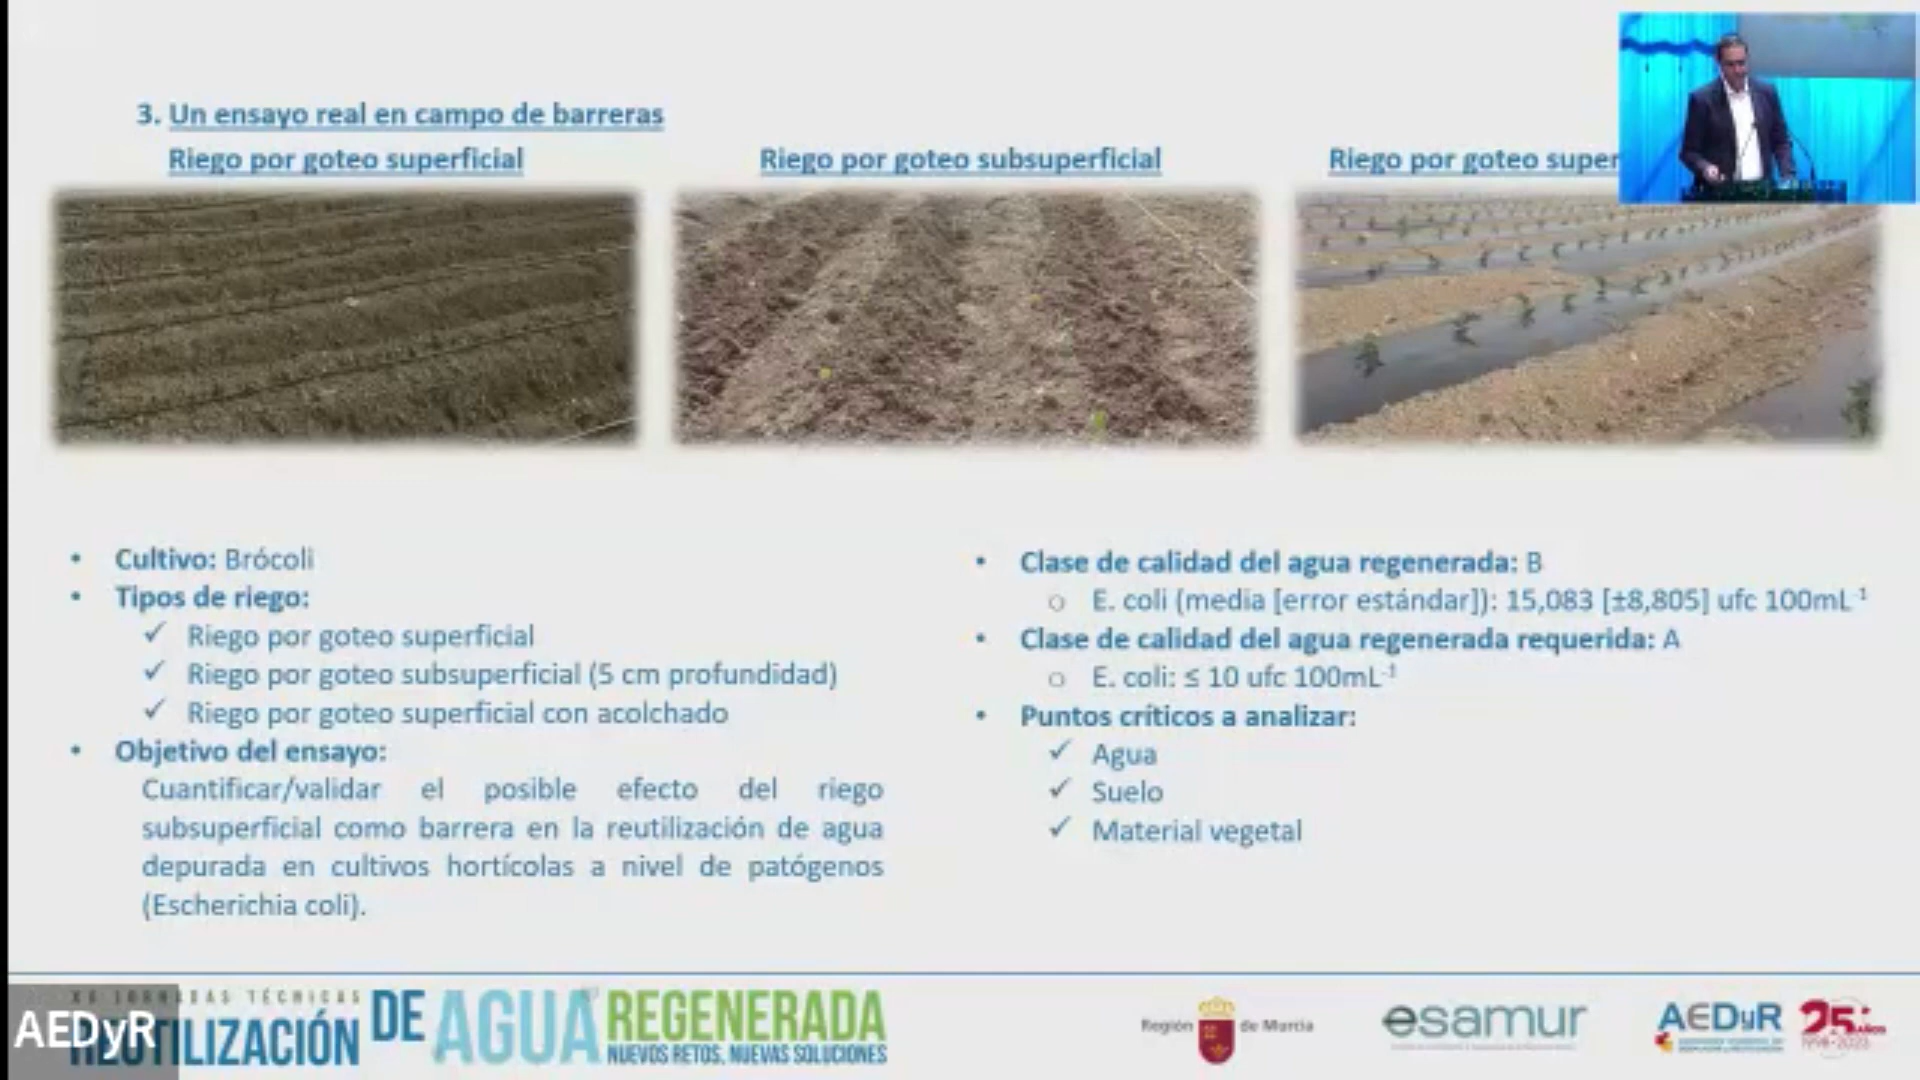 3. Un ensayo real en campo de barreras
Riego por goteo superficial
Riego por goteo subsuperficial
Riego por goteo super
• Cultivo: Brócoli
• Tipos de riego:
✓ Riego por goteo superficial
✓ Riego por goteo subsuperficial (5 cm profundidad)
✓ Riego por goteo superficial con acolchado
• Objetivo del ensayo:
Cuantificar/validar el posible efecto del riego
subsuperficial como barrera en la reutilización de agua
depurada en cultivos hortícolas a nivel de patógenos
(Escherichia coli).
• Clase de calidad del agua regenerada: B
o E. coli (media [error estándar]): 15,083 [±8,805] ufc 100mL⁻¹
• Clase de calidad del agua regenerada requerida: A
o E. coli: ≤ 10 ufc 100mL⁻¹
• Puntos críticos a analizar:
✓ Agua
✓ Suelo
✓ Material vegetal
JORNADAS TÉCNICAS
REUTILIZACIÓN DE AGUA REGENERADA
NUEVOS RETOS, NUEVAS SOLUCIONES
AEDyR
Región de Murcia
esamur
AEDyR
25 AÑOS
1998-2023